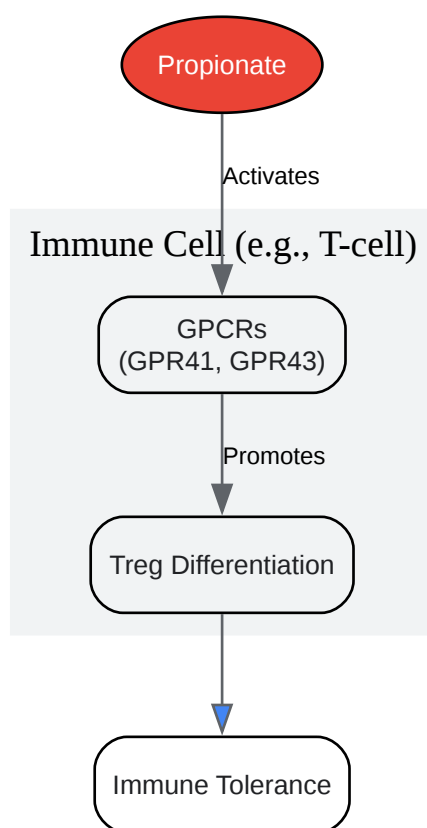 Propionate
Activates
Immune Cell (e.g., T-cell)
GPCRs
(GPR41, GPR43)
Promotes
Treg Differentiation
Immune Tolerance